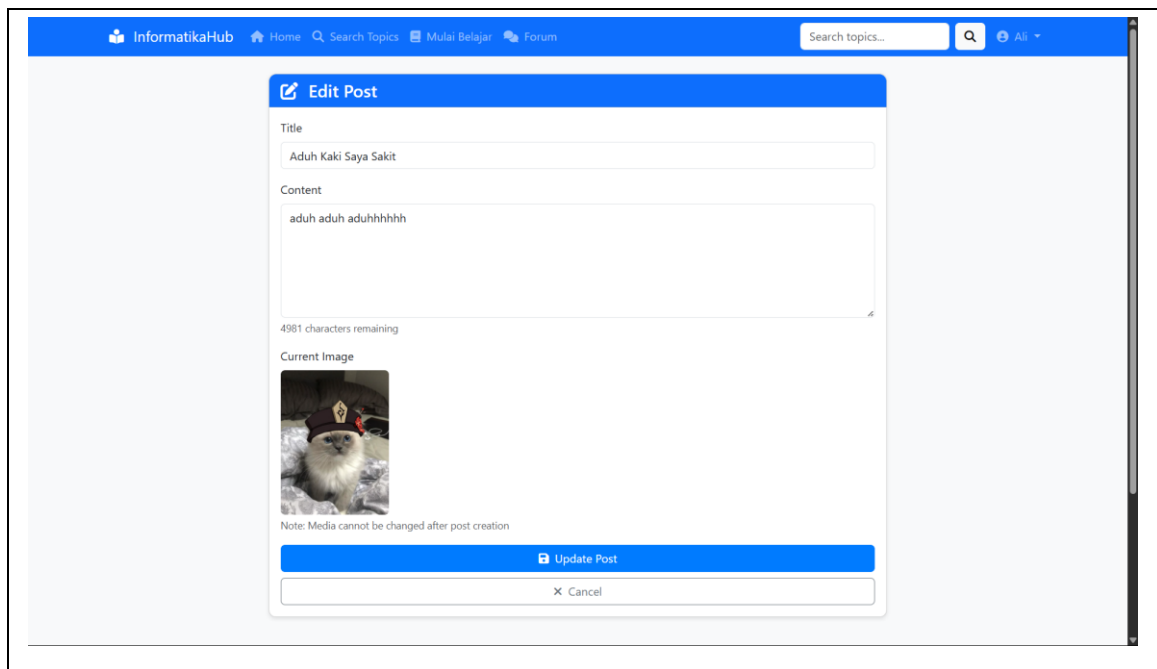 InformatikaHub Home Search Topics Mulai Belajar Forum Search topics... Ali
Edit Post
Title
Aduh Kaki Saya Sakit
Content
aduh aduh aduhhhhhh
4981 characters remaining
Current Image
Note: Media cannot be changed after post creation
Update Post
Cancel